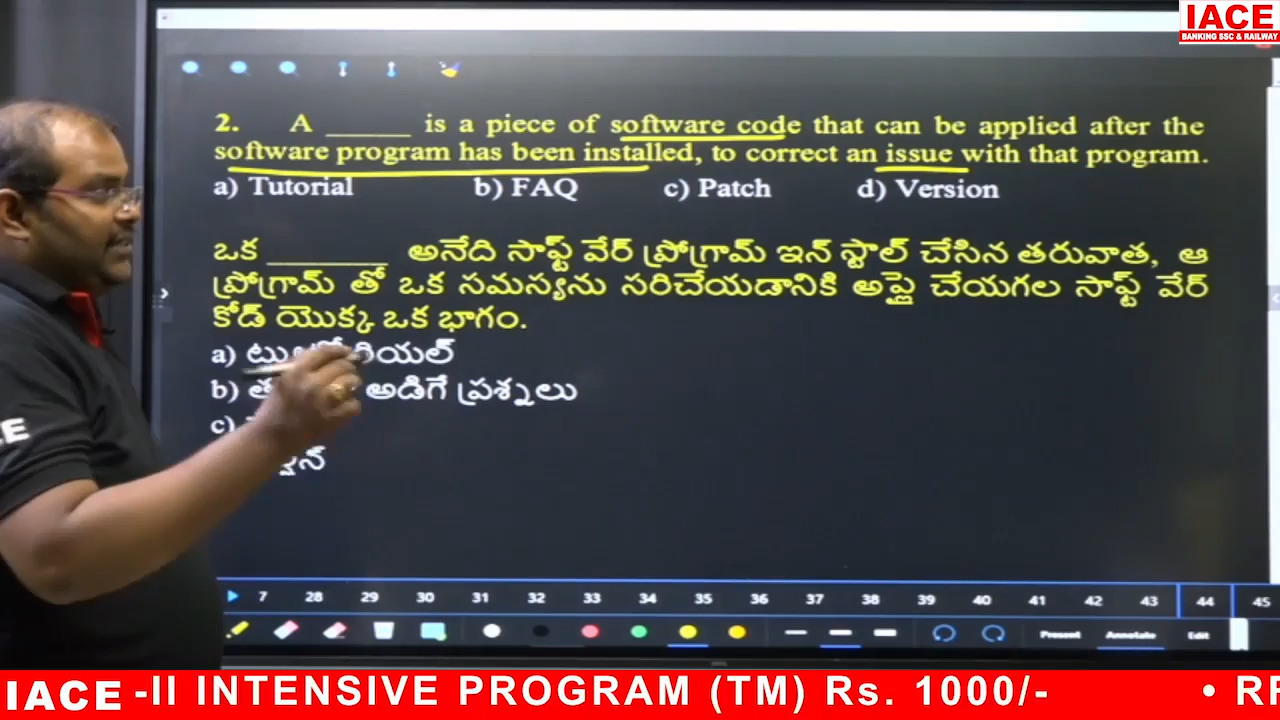 IACE
BANKING SSC & RAILWAY
2. A ______ is a piece of software code that can be applied after the
software program has been installed, to correct an issue with that program.
a) Tutorial b) FAQ c) Patch d) Version
ఒక ________ అనేది సాఫ్ట్ వేర్ ప్రోగ్రామ్ ఇన్ స్టాల్ చేసిన తరువాత, ఆ
ప్రోగ్రామ్ తో ఒక సమస్యను సరిచేయడానికి అప్లై చేయగల సాఫ్ట్ వేర్
కోడ్ యొక్క ఒక భాగం.
a)
b) అడిగే ప్రశ్నలు
c)
7 28 29 30 31 32 33 34 35 36 37 38 39 40 41 42 43 44 45
Present Annotate Edit
IACE -II INTENSIVE PROGRAM (TM) Rs. 1000/- •